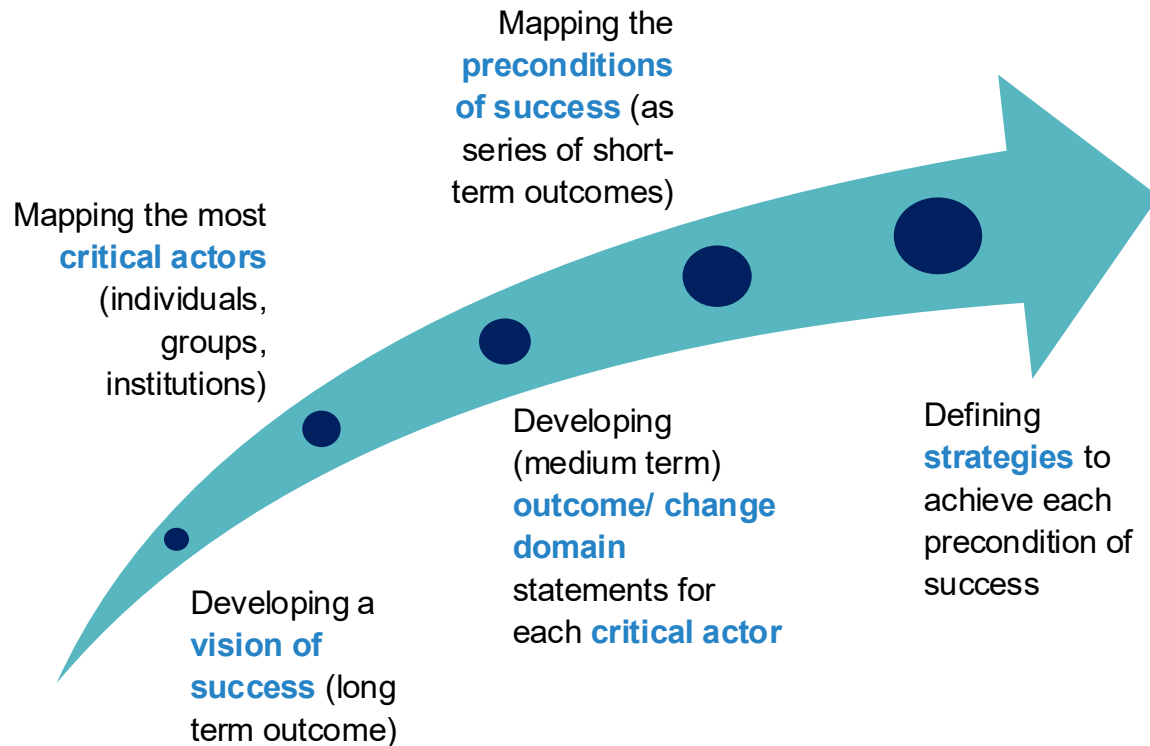 Mapping the
preconditions
of success (as
series of short-
term outcomes)
Mapping the most
critical actors
(individuals,
groups,
institutions)
Developing
(medium term)
outcome/ change
domain
statements for
each critical actor
Defining
strategies to
achieve each
precondition of
success
Developing a
vision of
success (long
term outcome)